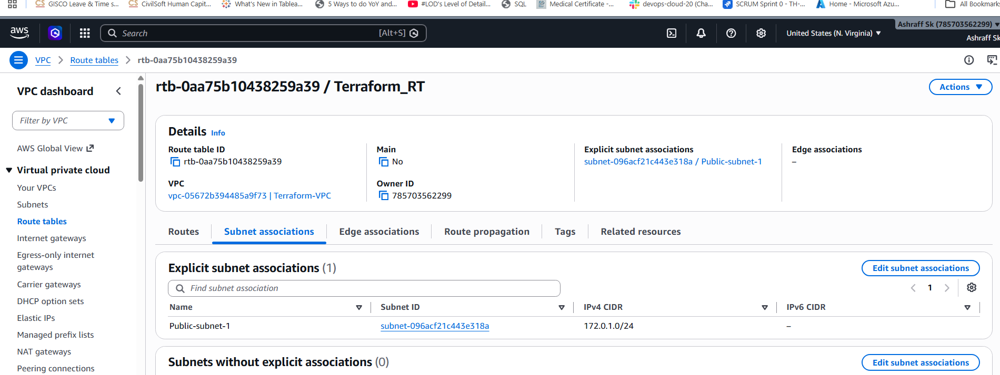 GISCO Leave & Time s... CivilSoft Human Capit... What's New in Tablea... 5 Ways to do YoY and... #LOD's Level of Detail... SQL Medical Certificate -... devops-cloud-20 (Cha... SCRUM Sprint 0 - TH-... Home - Microsoft Azu... All Bookmarks
aws Search [Alt+S] United States (N. Virginia) Ashraff Sk (785703562299)
Ashraff Sk
VPC Route tables rtb-0aa75b10438259a39
VPC dashboard
Filter by VPC
AWS Global View
Virtual private cloud
Your VPCs
Subnets
Route tables
Internet gateways
Egress-only internet
gateways
Carrier gateways
DHCP option sets
Elastic IPs
Managed prefix lists
NAT gateways
Peering connections
rtb-0aa75b10438259a39 / Terraform_RT
Actions
Details Info
Route table ID
rtb-0aa75b10438259a39
Main
No
Explicit subnet associations
subnet-096acf21c443e318a / Public-subnet-1
Edge associations
–
VPC
vpc-05672b394485a9f73 | Terraform-VPC
Owner ID
785703562299
Routes Subnet associations Edge associations Route propagation Tags Related resources
Explicit subnet associations (1)
Edit subnet associations
Find subnet association
1
Name Subnet ID IPv4 CIDR IPv6 CIDR
Public-subnet-1 subnet-096acf21c443e318a 172.0.1.0/24 –
Subnets without explicit associations (0)
Edit subnet associations